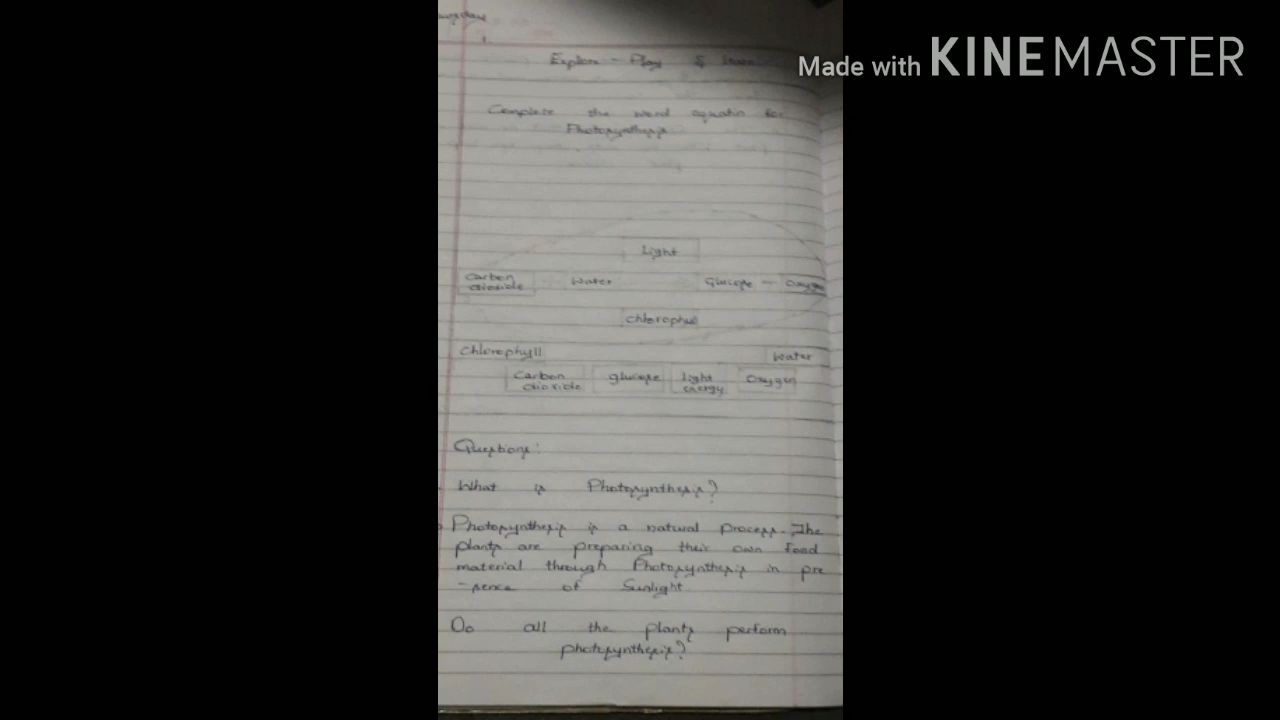 Made with KINEMASTER
Explore - Play & learn
Complete the word equatin for
Photosynthesis
Light
Carbon
dioxide
Water
Glucose
Oxygen
chlorophyll
Chlorophyll
Water
Carbon
dioxide
glucose
light
energy
Oxygen
Questions:
What is Photosynthesis?
Photosynthesis is a natural process. The
plants are preparing their own food
material through Photosynthesis in pre
-sence of Sunlight
Do all the plants perform
photosynthesis?